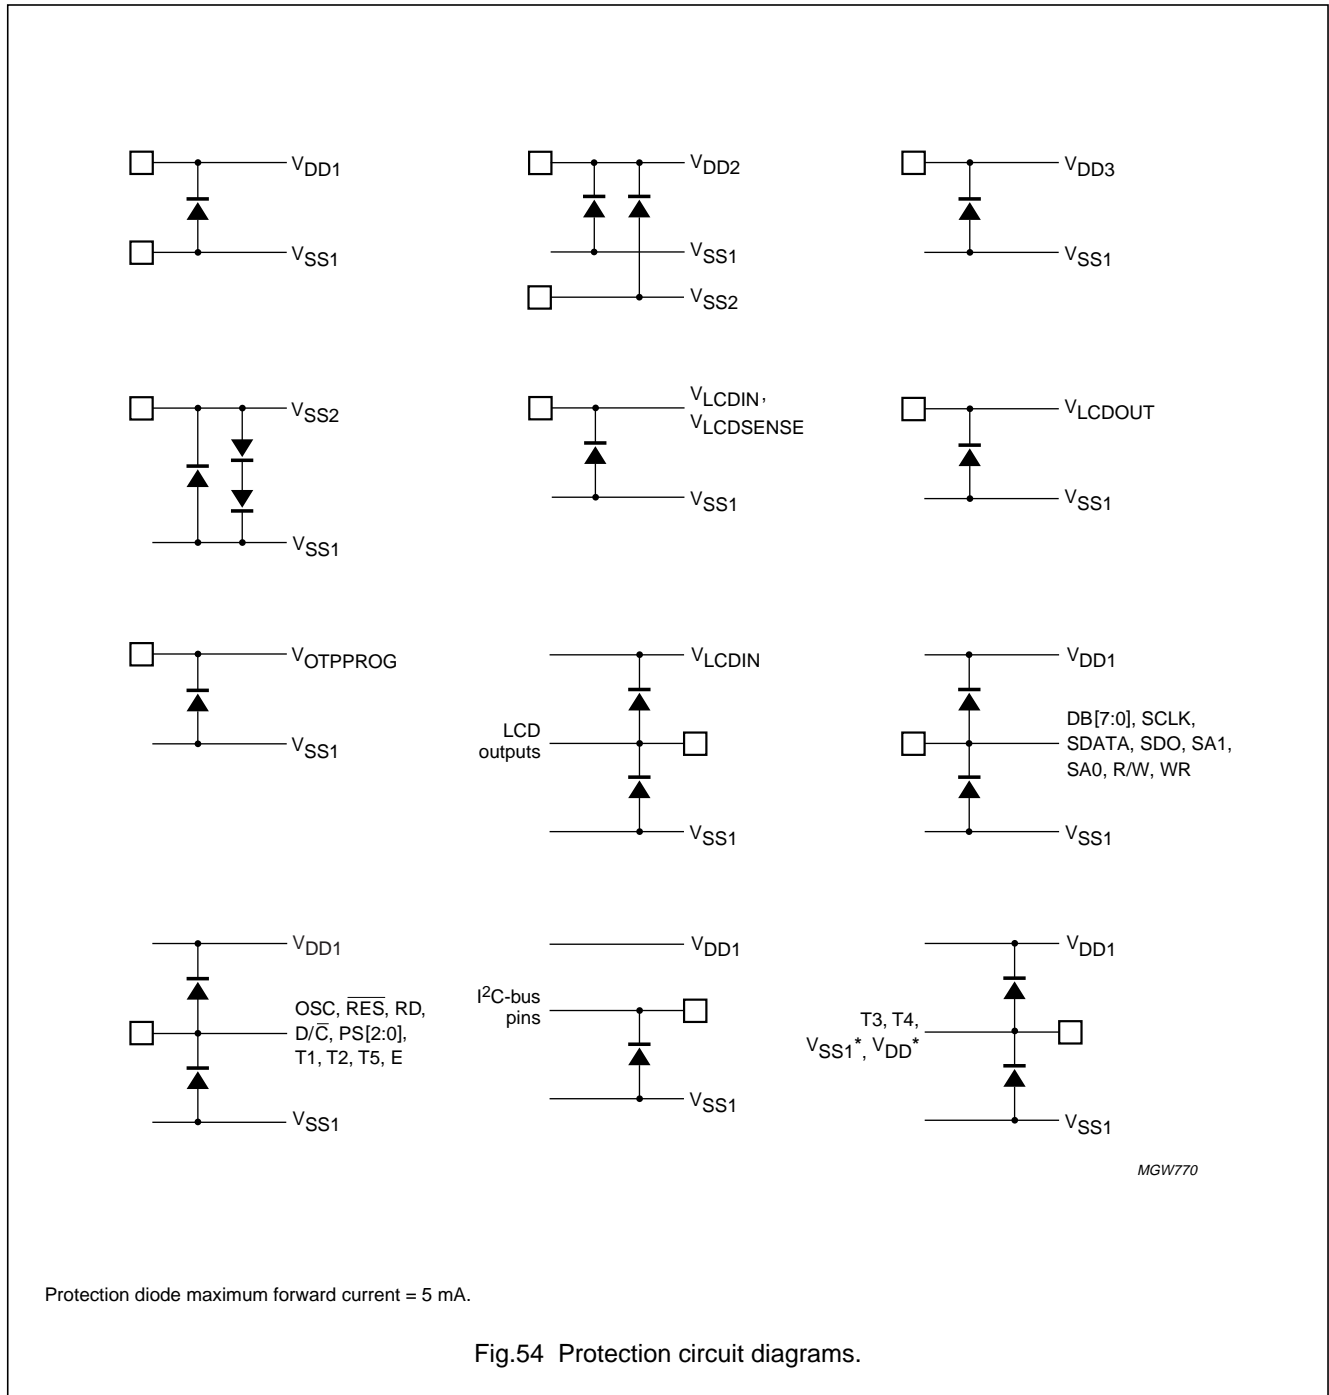 VDD1
VSS1
VDD2
VSS1
VSS2
VDD3
VSS1
VSS2
VSS1
VLCDIN,
VLCDSENSE
VSS1
VLCDOUT
VSS1
VOTPPROG
VSS1
VLCDIN
LCD
outputs
VSS1
VDD1
DB[7:0], SCLK,
SDATA, SDO, SA1,
SA0, R/W, WR
VSS1
VDD1
OSC, R̅E̅S̅, RD,
D/C̅, PS[2:0],
T1, T2, T5, E
VSS1
VDD1
I²C-bus
pins
VSS1
VDD1
T3, T4,
VSS1*, VDD*
VSS1
MGW770
Protection diode maximum forward current = 5 mA.
Fig.54 Protection circuit diagrams.